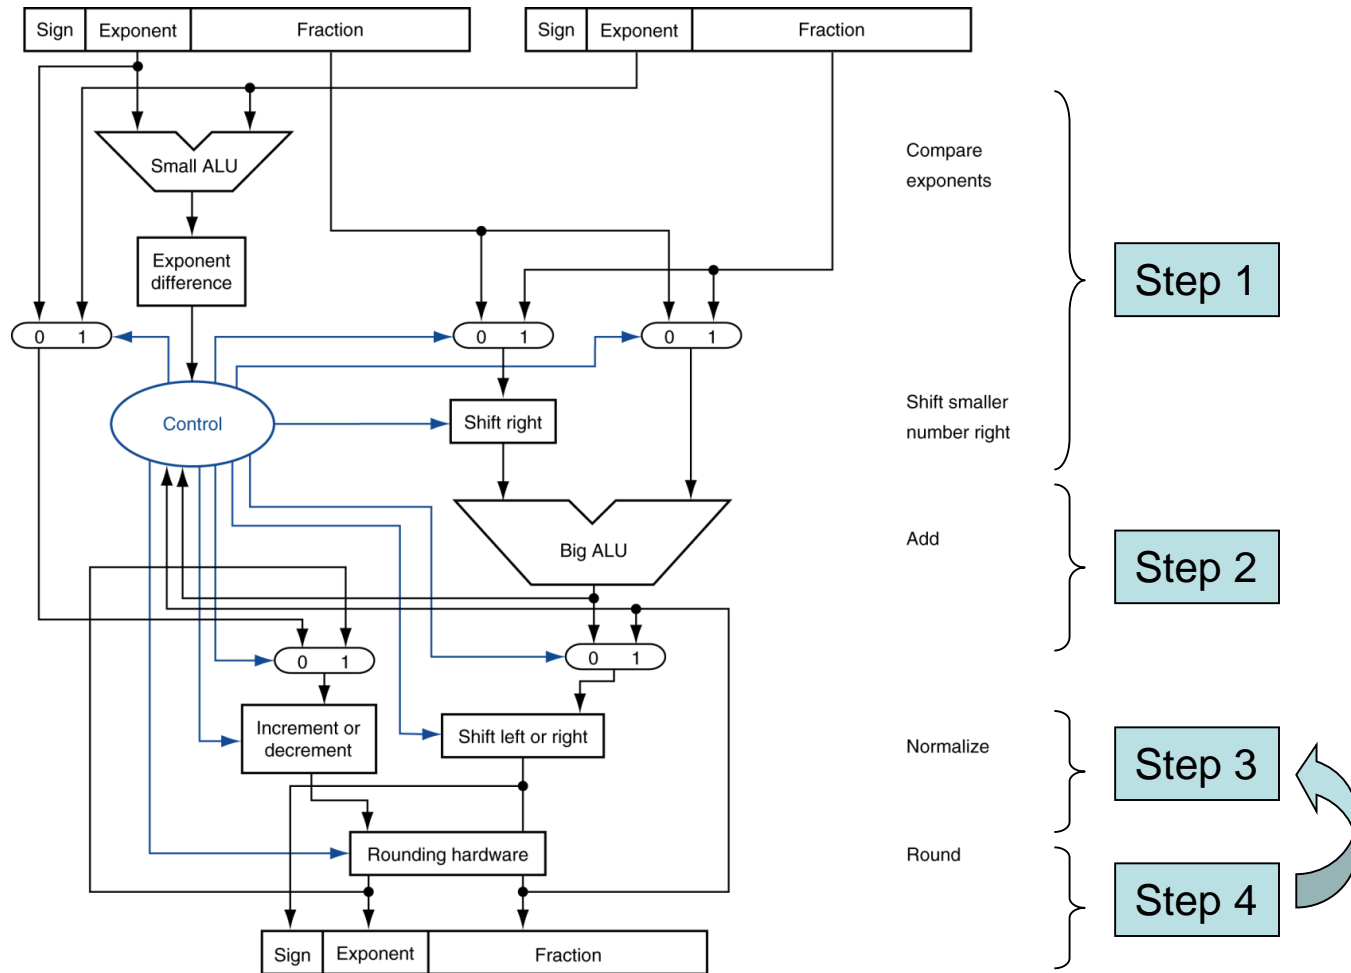 Sign Exponent Fraction
Sign Exponent Fraction
Small ALU
Compare
exponents
Exponent
difference
Step 1
0 1
0 1
0 1
Control
Shift right
Shift smaller
number right
Big ALU
Add
Step 2
0 1
0 1
Increment or
decrement
Shift left or right
Normalize
Step 3
Rounding hardware
Round
Step 4
Sign Exponent Fraction